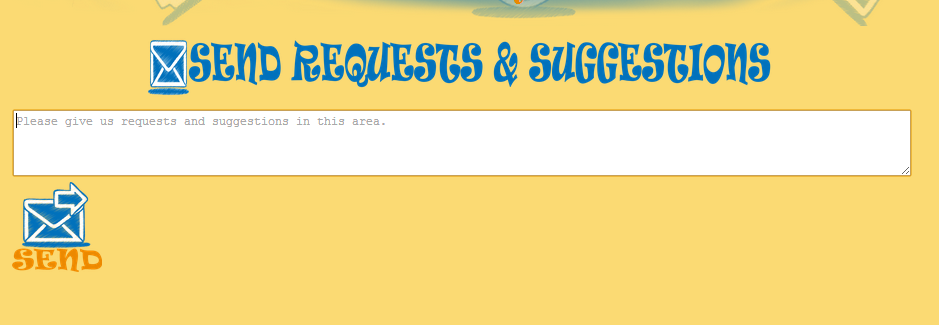 SEND REQUESTS & SUGGESTIONS
Please give us requests and suggestions in this area.
SEND